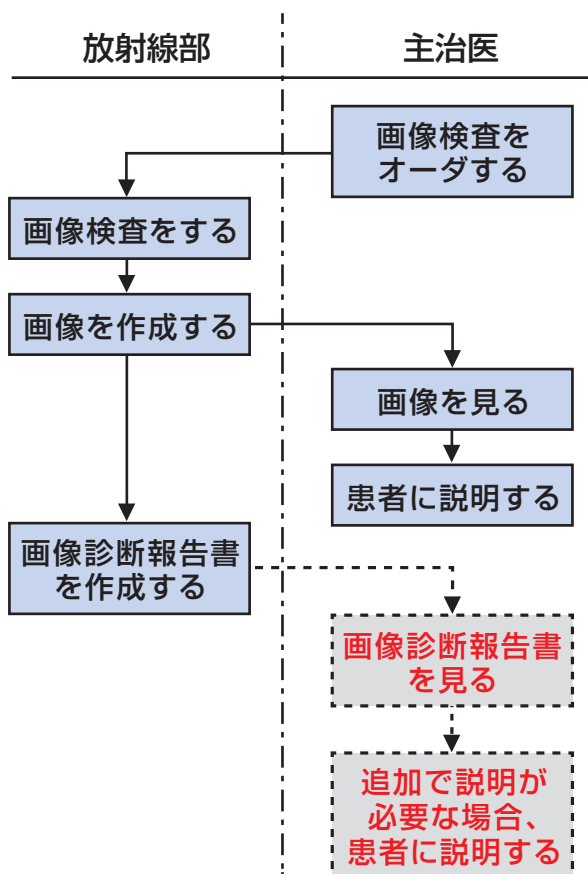 放射線部
主治医
画像検査を
オーダする
画像検査をする
画像を作成する
画像を見る
患者に説明する
画像診断報告書
を作成する
画像診断報告書
を見る
追加で説明が
必要な場合、
患者に説明する